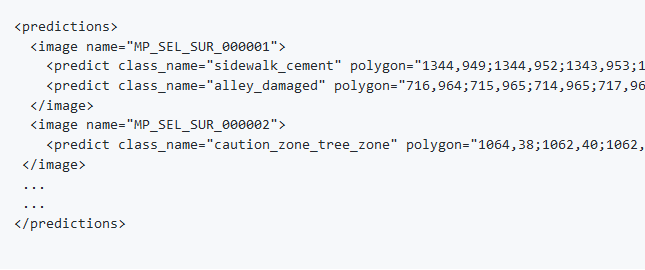 <predictions>
<image name="MP_SEL_SUR_000001">
<predict class_name="sidewalk_cement" polygon="1344,949;1344,952;1343,953;1
<predict class_name="alley_damaged" polygon="716,964;715,965;714,965;717,96
</image>
<image name="MP_SEL_SUR_000002">
<predict class_name="caution_zone_tree_zone" polygon="1064,38;1062,40;1062,
</image>
...
...
</predictions>